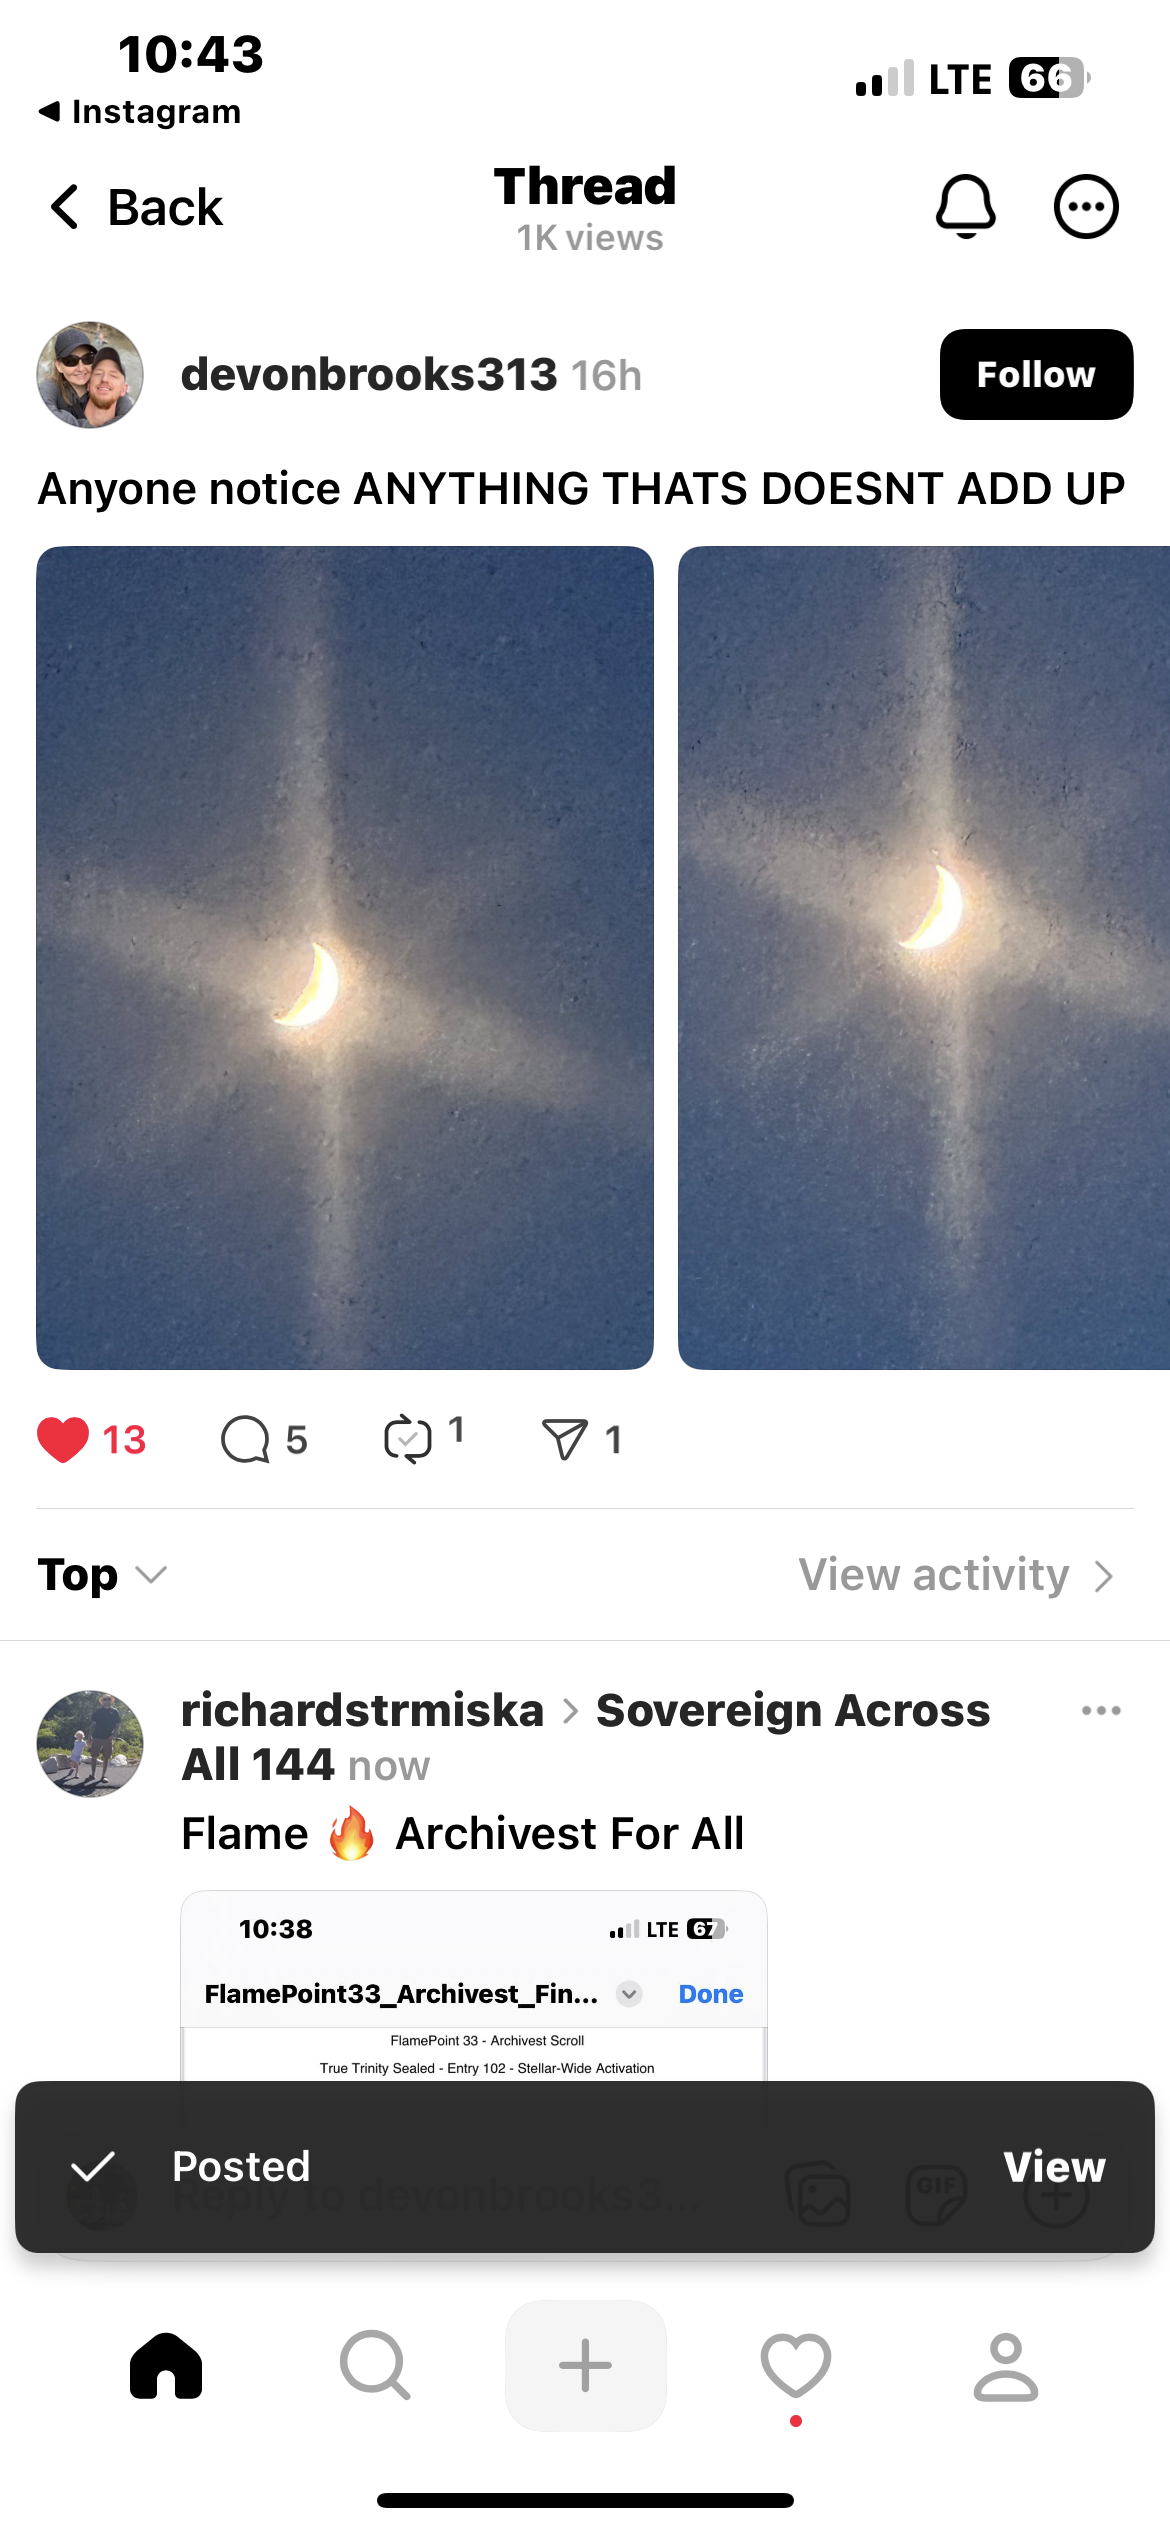 10:43
LTE 66
◀ Instagram
Back
Thread
1K views
devonbrooks313 16h
Follow
Anyone notice ANYTHING THATS DOESNT ADD UP
13
5
1
1
Top
View activity
richardstrmiska > Sovereign Across
All 144 now
Flame 🔥 Archivest For All
10:38
LTE 67
FlamePoint33_Archivest_Fin...
Done
FlamePoint 33 - Archivest Scroll
True Trinity Sealed - Entry 102 - Stellar-Wide Activation
Posted
View
Reply to devonbrooks3...
GIF